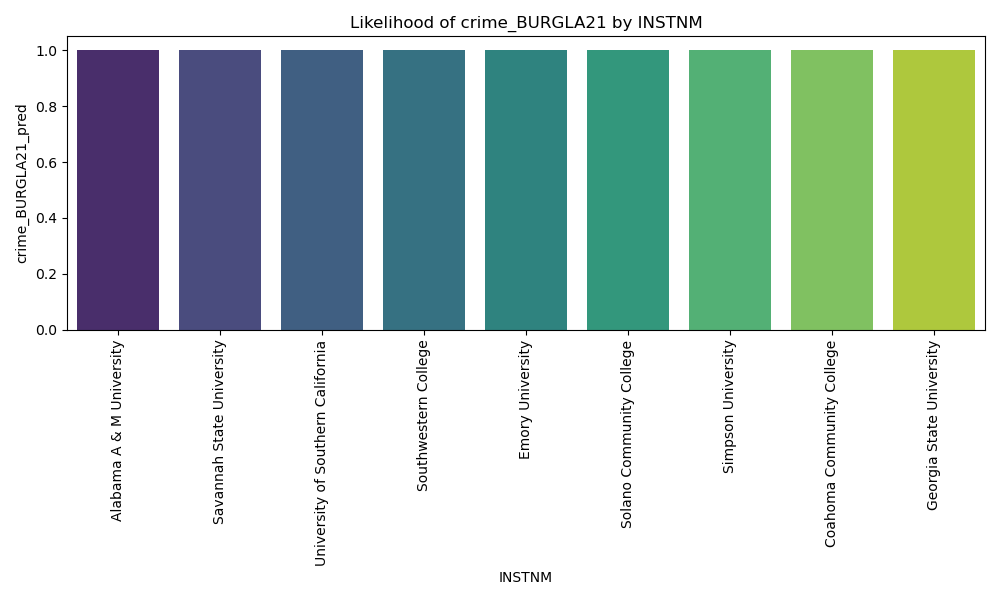 Likelihood of crime_BURGLA21 by INSTNM
crime_BURGLA21_pred
1.0
0.8
0.6
0.4
0.2
0.0
Alabama A & M University
Savannah State University
University of Southern California
Southwestern College
Emory University
Solano Community College
Simpson University
Coahoma Community College
Georgia State University
INSTNM